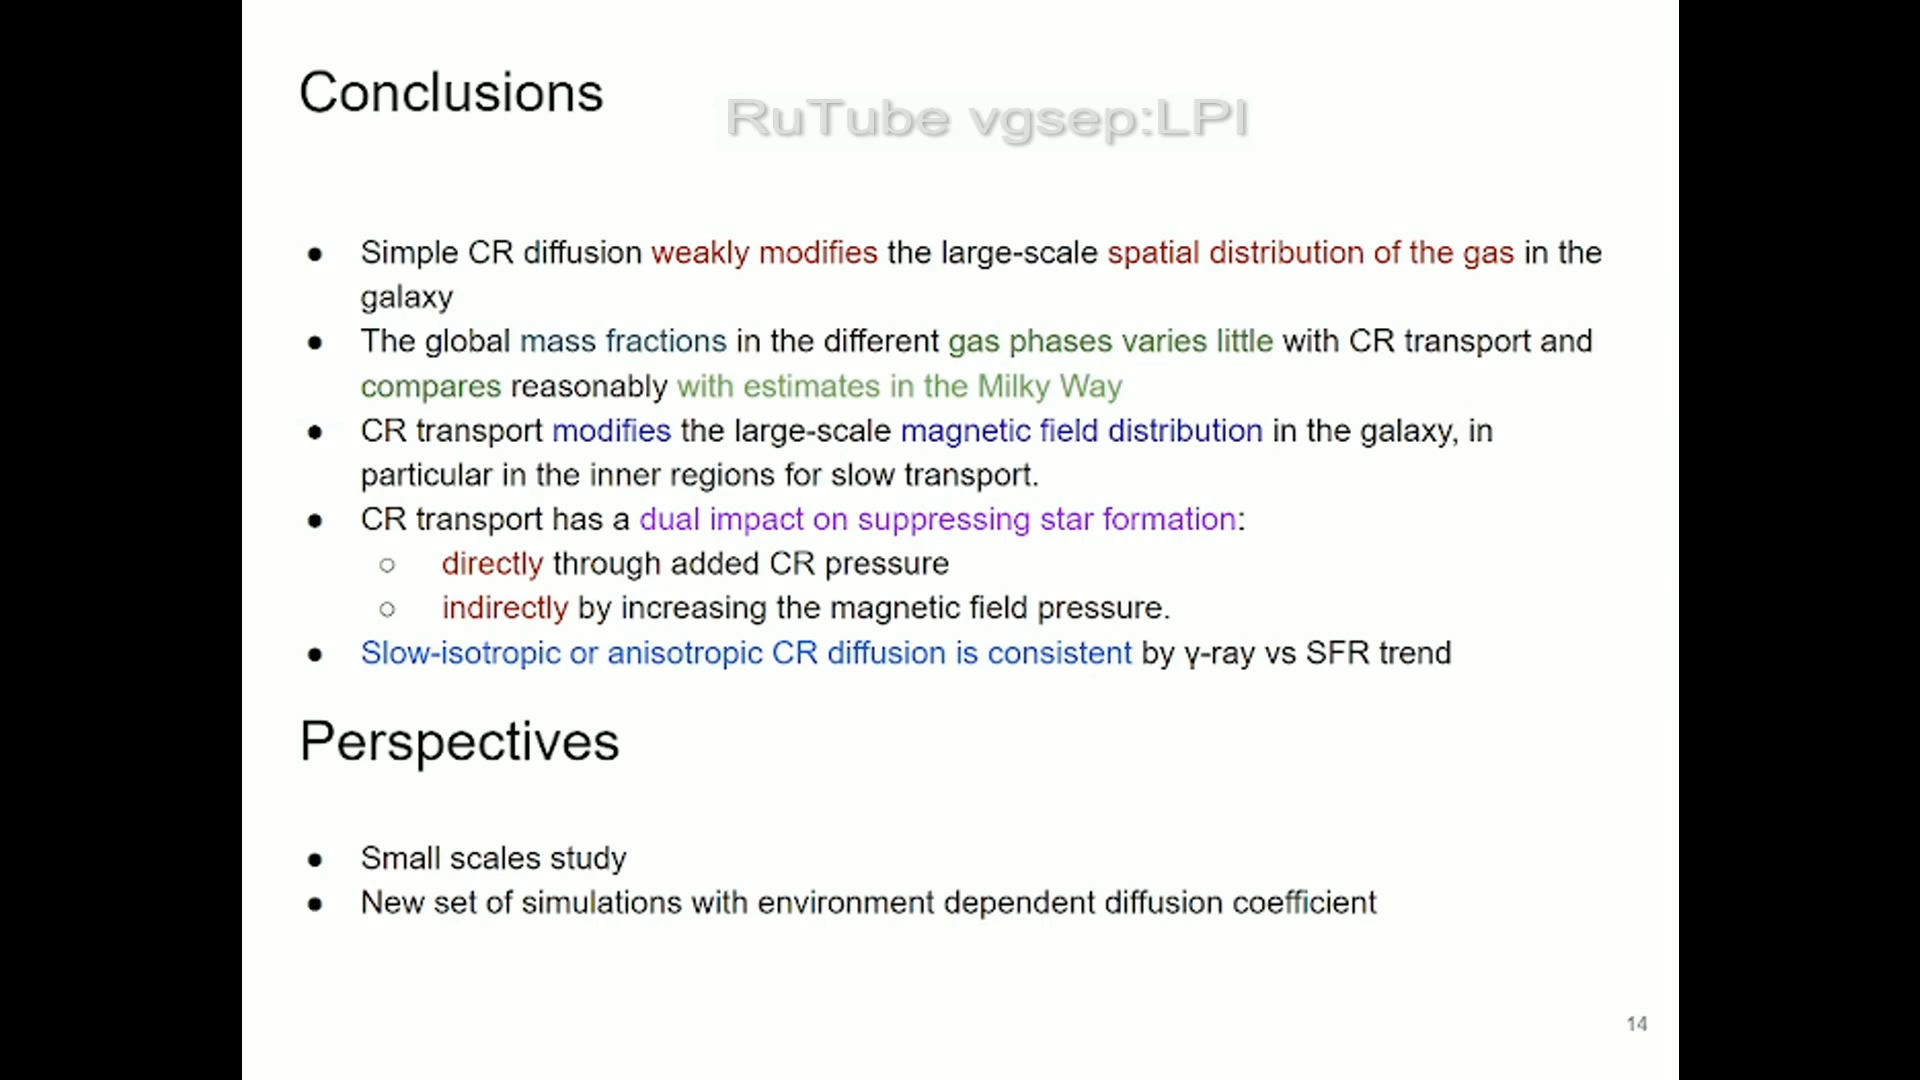 Conclusions
RuTube vgsep:LPI
● Simple CR diffusion weakly modifies the large-scale spatial distribution of the gas in the
galaxy
● The global mass fractions in the different gas phases varies little with CR transport and
compares reasonably with estimates in the Milky Way
● CR transport modifies the large-scale magnetic field distribution in the galaxy, in
particular in the inner regions for slow transport.
● CR transport has a dual impact on suppressing star formation:
○ directly through added CR pressure
○ indirectly by increasing the magnetic field pressure.
● Slow-isotropic or anisotropic CR diffusion is consistent by γ-ray vs SFR trend
Perspectives
● Small scales study
● New set of simulations with environment dependent diffusion coefficient
14